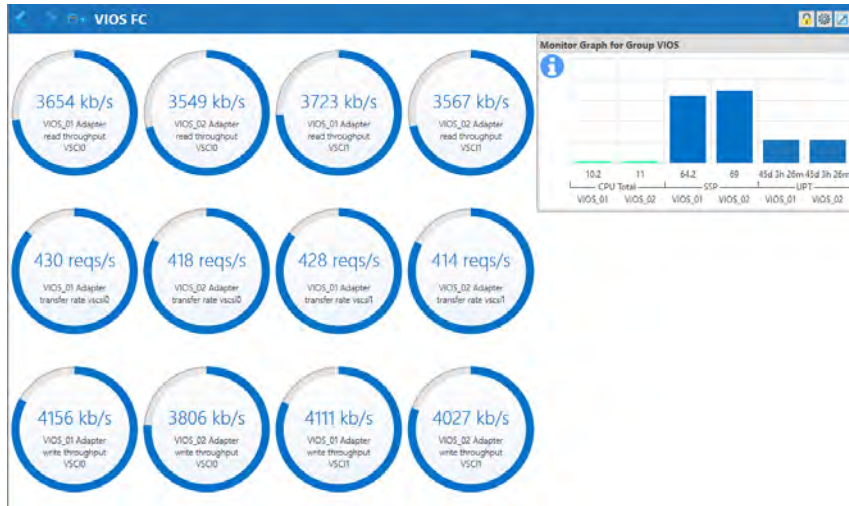 VIOS FC
3654 kb/s
VIOS_01 Adapter
read throughput
VSCI0
3549 kb/s
VIOS_02 Adapter
read throughput
VSCI0
3723 kb/s
VIOS_01 Adapter
read throughput
VSCI1
3567 kb/s
VIOS_02 Adapter
read throughput
VSCI1
430 reqs/s
VIOS_01 Adapter
transfer rate vscsi0
418 reqs/s
VIOS_02 Adapter
transfer rate vscsi0
428 reqs/s
VIOS_01 Adapter
transfer rate vscsi1
414 reqs/s
VIOS_02 Adapter
transfer rate vscsi1
4156 kb/s
VIOS_01 Adapter
write throughput
VSCI0
3806 kb/s
VIOS_02 Adapter
write throughput
VSCI0
4111 kb/s
VIOS_01 Adapter
write throughput
VSCI1
4027 kb/s
VIOS_02 Adapter
write throughput
VSCI1
Monitor Graph for Group VIOS
10.2 11 64.2 69 45d 3h 26m 45d 3h 26m
CPU Total SSP UPT
VIOS_01 VIOS_02 VIOS_01 VIOS_02 VIOS_01 VIOS_02